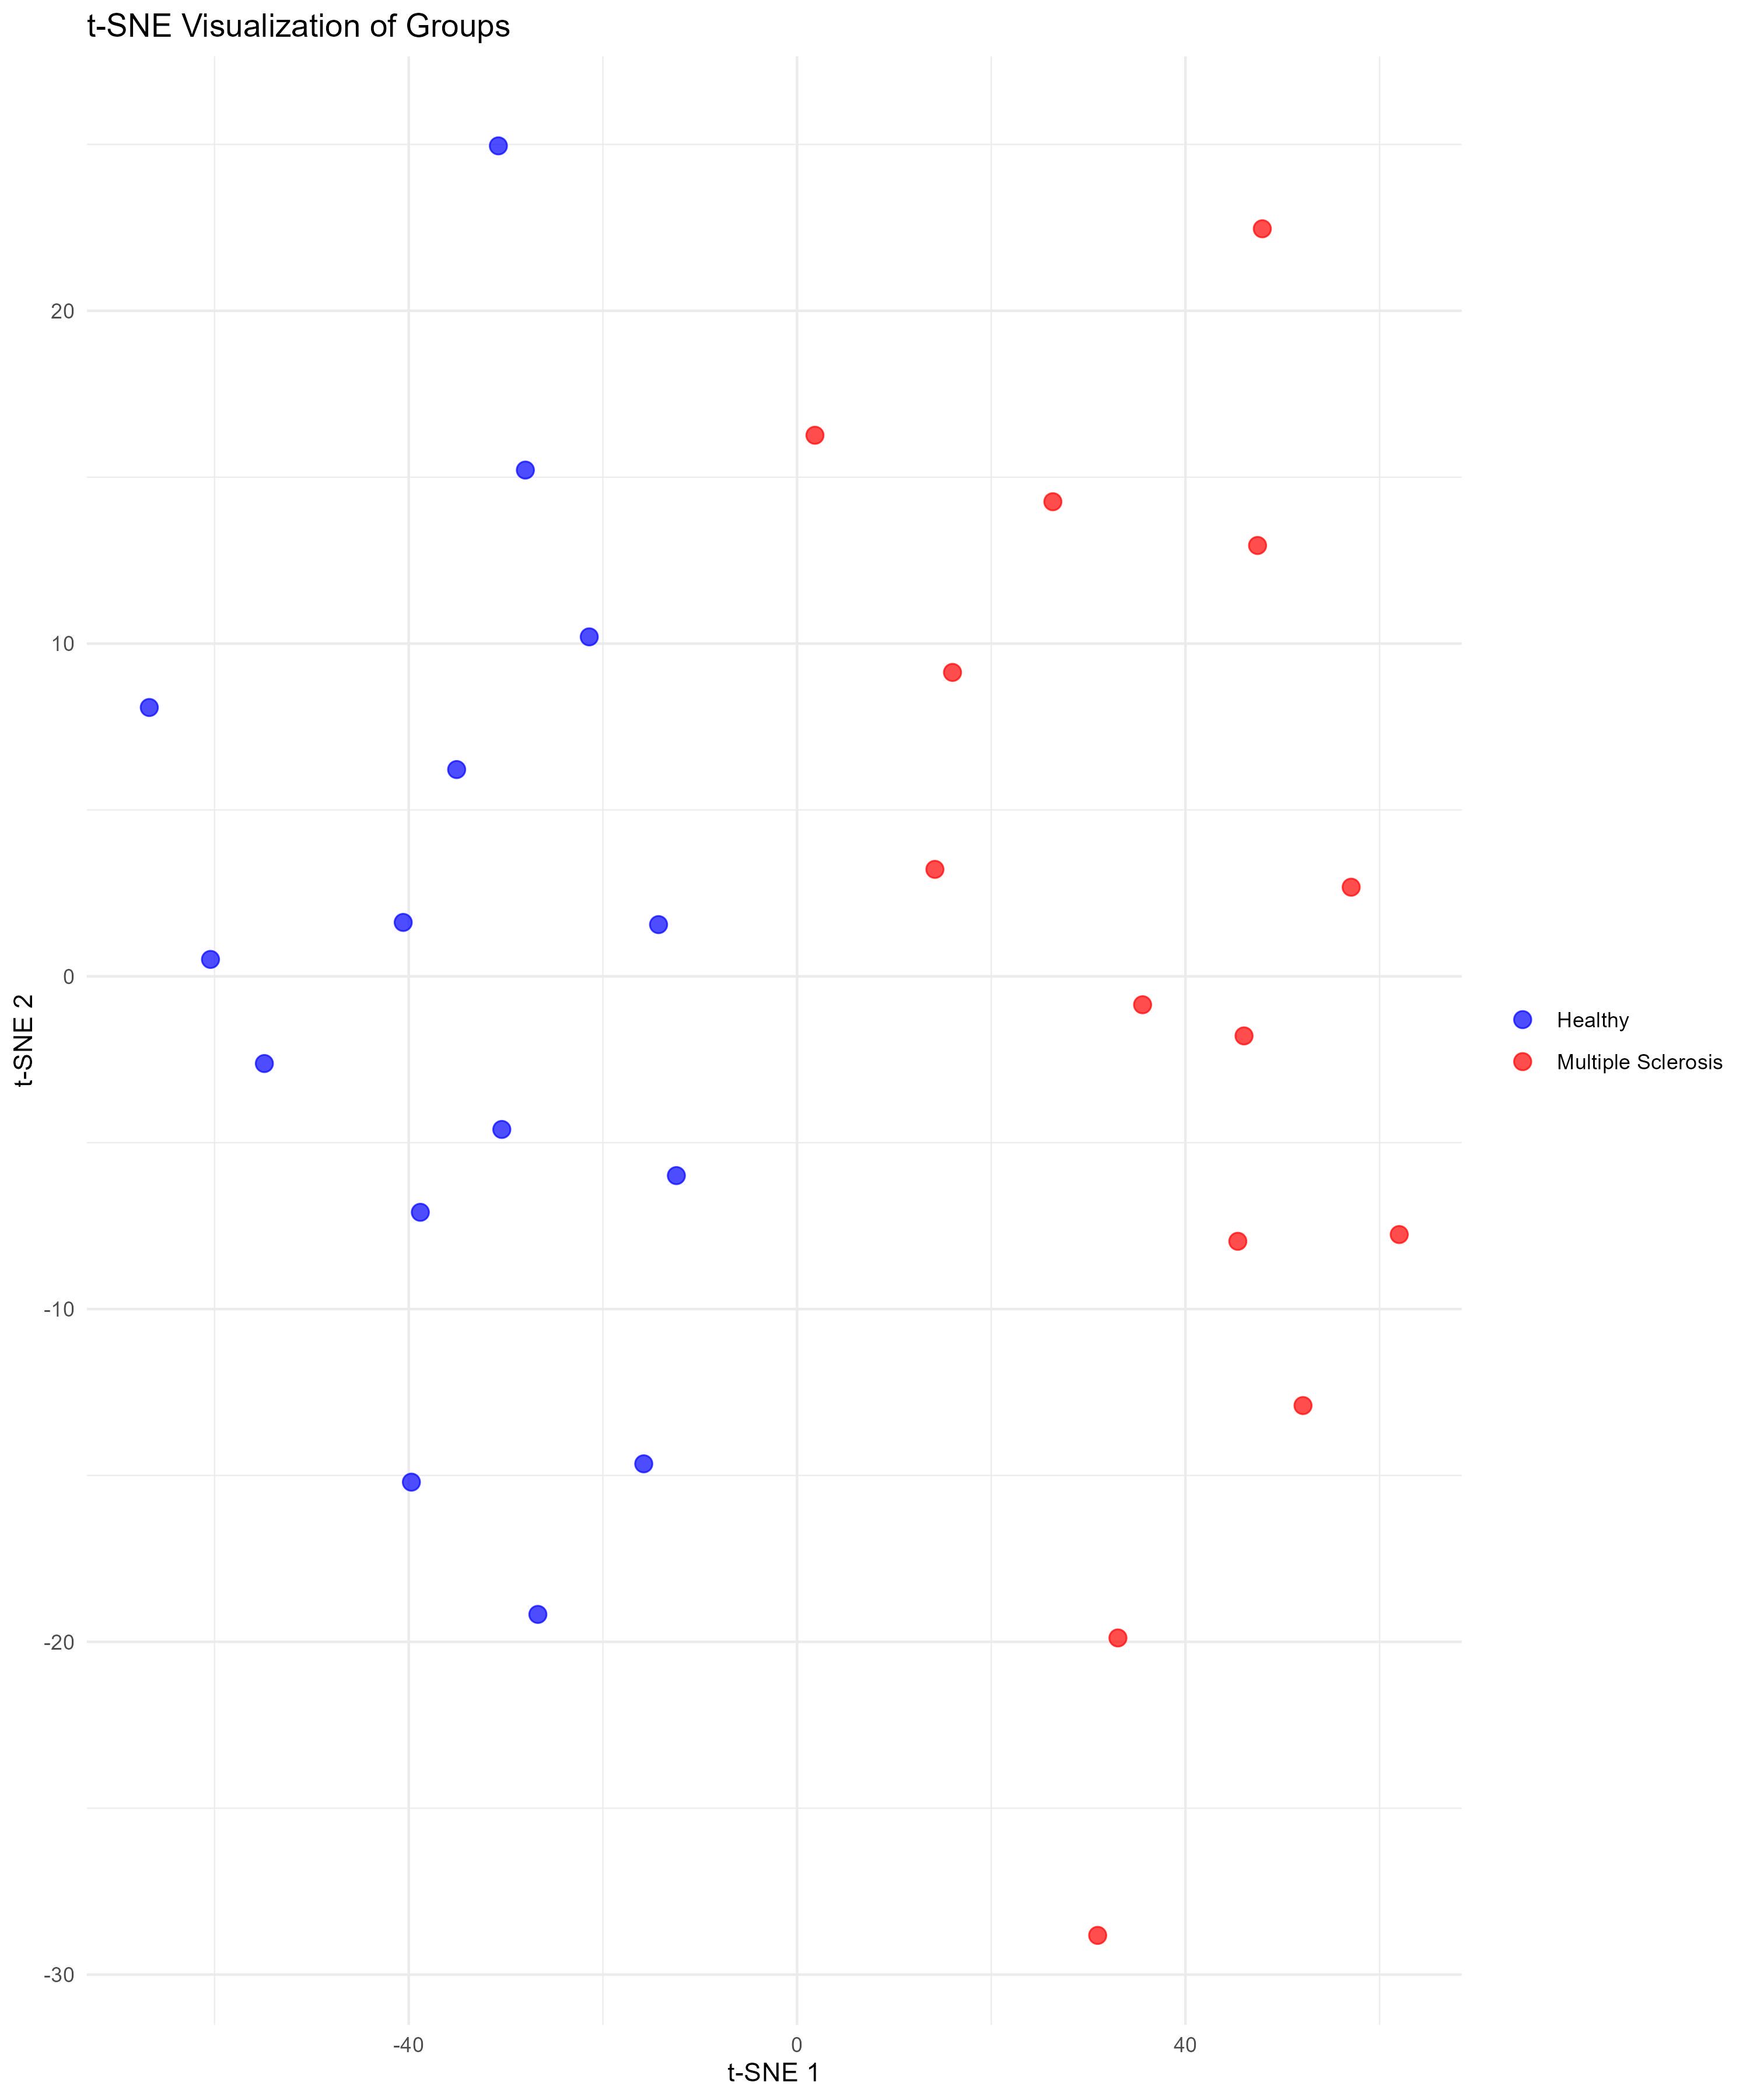 t-SNE Visualization of Groups
20
10
0
-10
-20
-30
t-SNE 2
-40
0
40
t-SNE 1
Healthy
Multiple Sclerosis